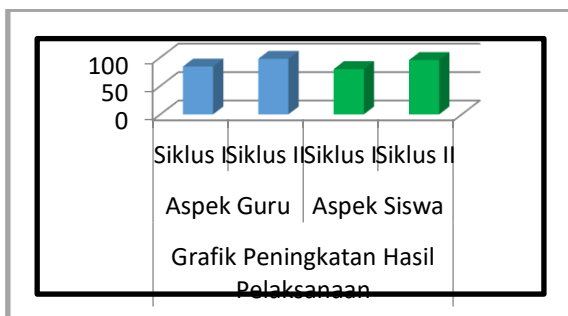 100
50
0
Siklus I Siklus II Siklus I Siklus II
Aspek Guru Aspek Siswa
Grafik Peningkatan Hasil
Pelaksanaan